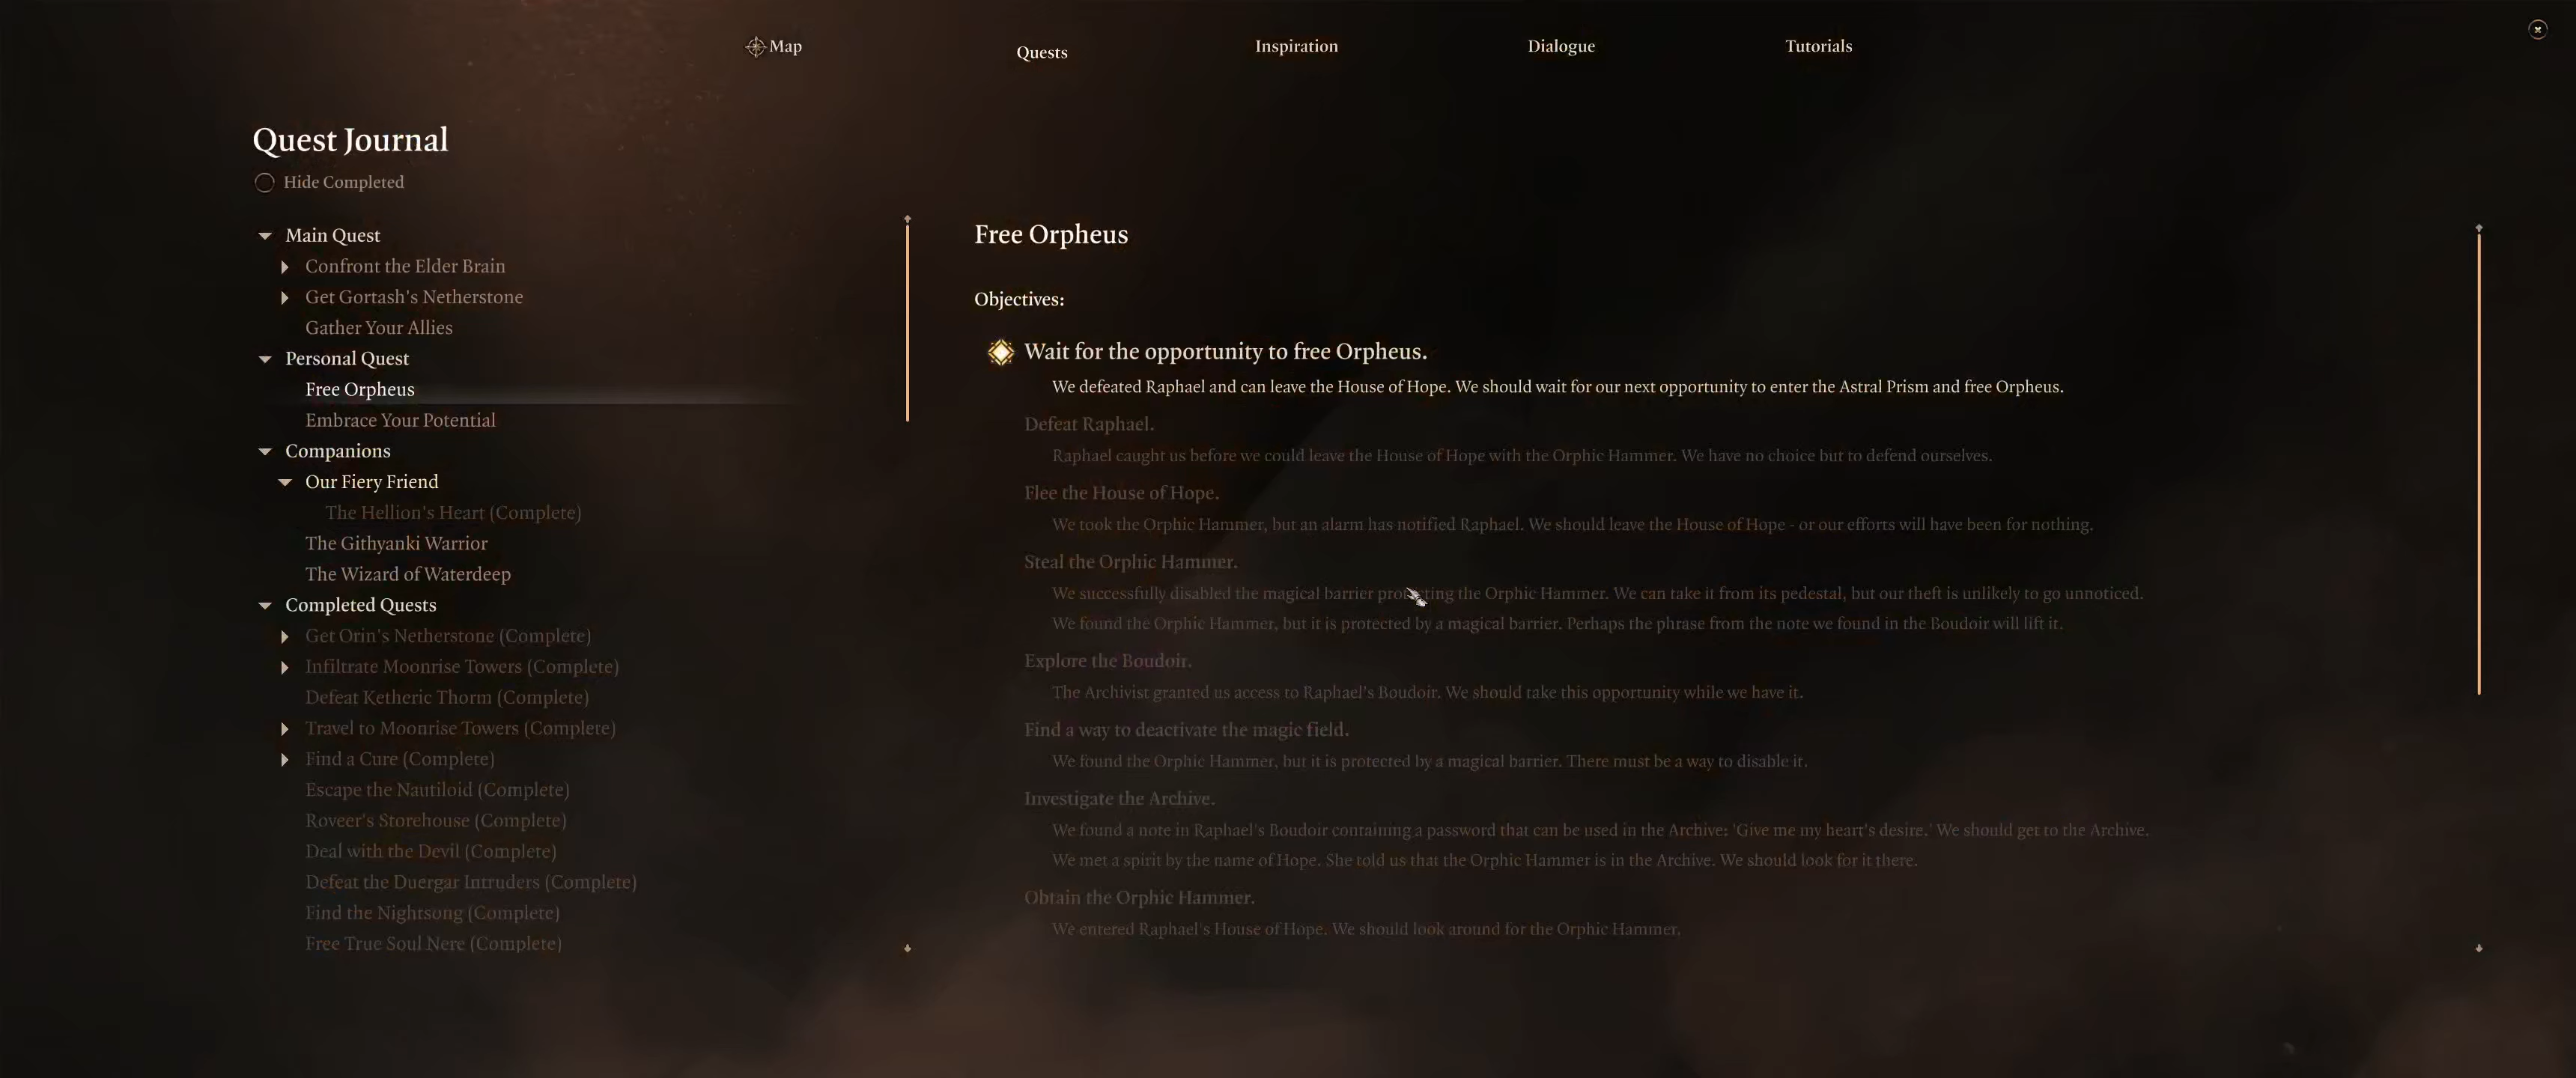 Map
Quests
Inspiration
Dialogue
Tutorials
Quest Journal
Hide Completed
Main Quest
Confront the Elder Brain
Get Gortash's Netherstone
Gather Your Allies
Personal Quest
Free Orpheus
Embrace Your Potential
Companions
Our Fiery Friend
The Hellion's Heart (Complete)
The Githyanki Warrior
The Wizard of Waterdeep
Completed Quests
Get Orin's Netherstone (Complete)
Infiltrate Moonrise Towers (Complete)
Defeat Ketheric Thorm (Complete)
Travel to Moonrise Towers (Complete)
Find a Cure (Complete)
Escape the Nautiloid (Complete)
Roveer's Storehouse (Complete)
Deal with the Devil (Complete)
Defeat the Duergar Intruders (Complete)
Find the Nightsong (Complete)
Free True Soul Nere (Complete)
Free Orpheus
Objectives:
Wait for the opportunity to free Orpheus.
We defeated Raphael and can leave the House of Hope. We should wait for our next opportunity to enter the Astral Prism and free Orpheus.
Defeat Raphael.
Raphael caught us before we could leave the House of Hope with the Orphic Hammer. We have no choice but to defend ourselves.
Flee the House of Hope.
We took the Orphic Hammer, but an alarm has notified Raphael. We should leave the House of Hope - or our efforts will have been for nothing.
Steal the Orphic Hammer.
We successfully disabled the magical barrier protecting the Orphic Hammer. We can take it from its pedestal, but our theft is unlikely to go unnoticed.
We found the Orphic Hammer, but it is protected by a magical barrier. Perhaps the phrase from the note we found in the Boudoir will lift it.
Explore the Boudoir.
The Archivist granted us access to Raphael's Boudoir. We should take this opportunity while we have it.
Find a way to deactivate the magic field.
We found the Orphic Hammer, but it is protected by a magical barrier. There must be a way to disable it.
Investigate the Archive.
We found a note in Raphael's Boudoir containing a password that can be used in the Archive: 'Give me my heart's desire.' We should get to the Archive.
We met a spirit by the name of Hope. She told us that the Orphic Hammer is in the Archive. We should look for it there.
Obtain the Orphic Hammer.
We entered Raphael's House of Hope. We should look around for the Orphic Hammer.